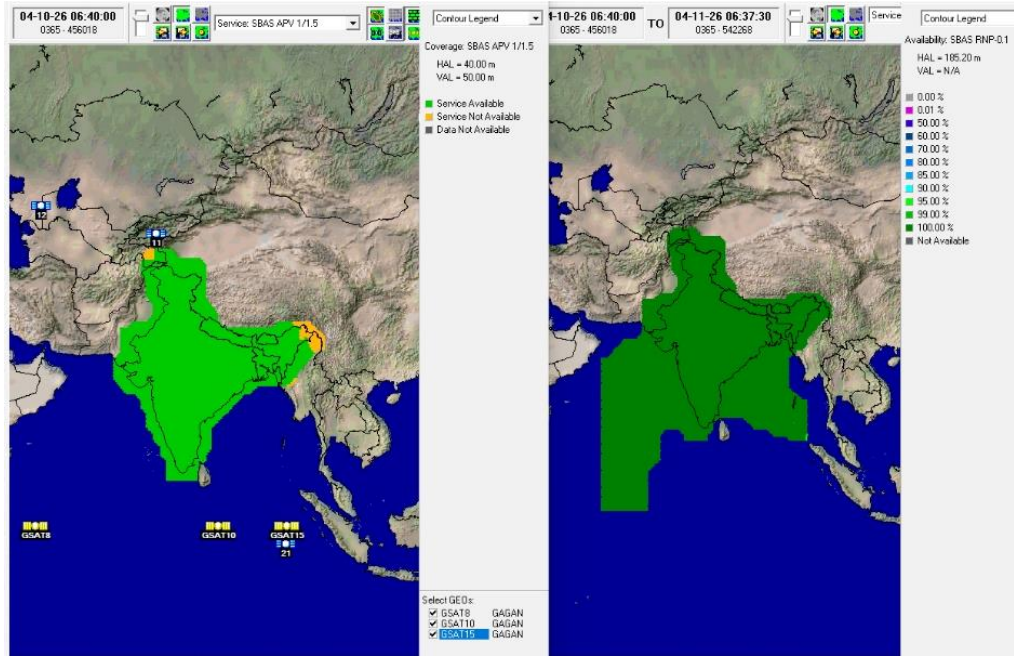 04-10-26 06:40:00
0365 - 456018
Service: SBAS APV 1/1.5
Contour Legend
Coverage: SBAS APV 1/1.5
HAL = 40.00 m
VAL = 50.00 m
Service Available
Service Not Available
Data Not Available
12
11
GSAT8
GSAT10
GSAT15
21
Select GEOs:
GSAT8 GAGAN
GSAT10 GAGAN
GSAT15 GAGAN
4-10-26 06:40:00
0365 - 456018
TO
04-11-26 06:37:30
0365 - 542268
Service
Contour Legend
Availability: SBAS RNP-0.1
HAL = 185.20 m
VAL = N/A
0.00 %
0.01 %
50.00 %
60.00 %
70.00 %
80.00 %
85.00 %
90.00 %
95.00 %
99.00 %
100.00 %
Not Available